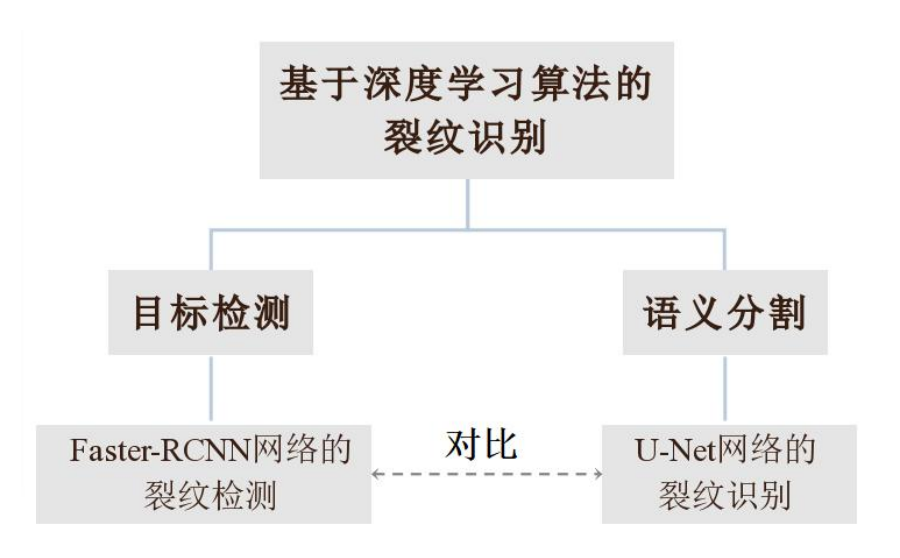 基于深度学习算法的
裂纹识别
目标检测
语义分割
Faster-RCNN网络的
裂纹检测
对比
U-Net网络的
裂纹识别